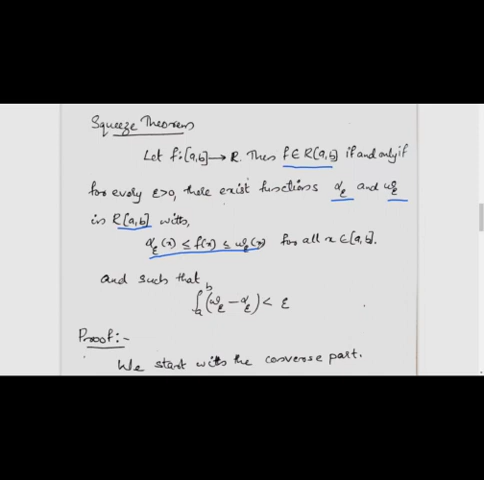 Squeeze Theorem
Let f:[a,b]→R. Then f∈R[a,b] if and only if
for every ε>0, there exist functions α_ε and ω_ε
in R[a,b] with,
α_ε(x) ≤ f(x) ≤ ω_ε(x) for all x∈[a,b].
and such that
∫_a^b (ω_ε − α_ε) < ε
Proof:-
We start with the converse part.